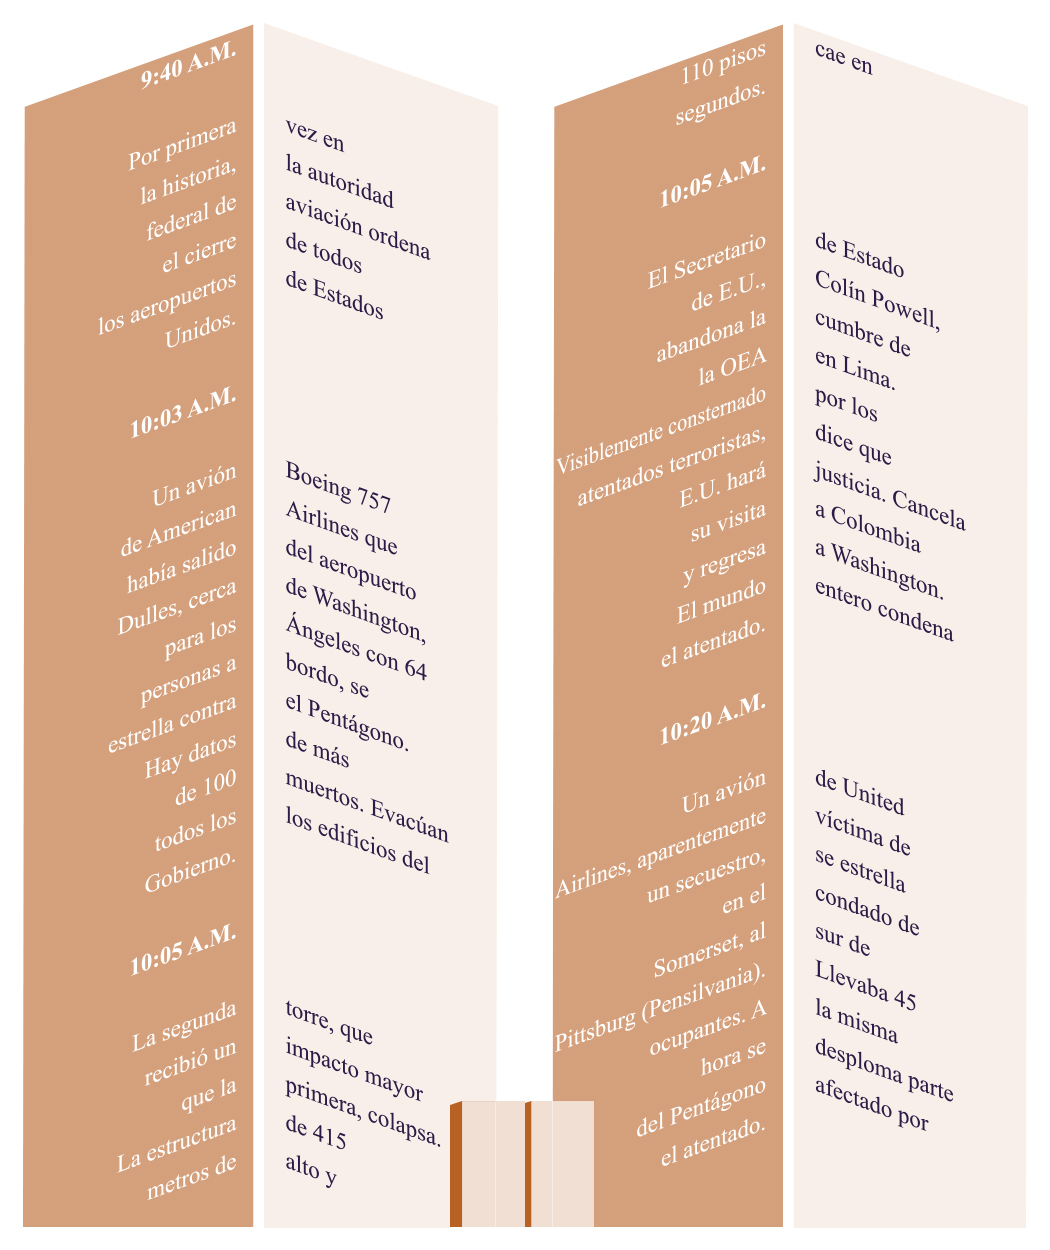 9:40 A.M.
Por primera vez en
la historia, la autoridad
federal de aviación ordena
el cierre de todos
los aeropuertos de Estados
Unidos.
10:03 A.M.
Un avión Boeing 757
de American Airlines que
había salido del aeropuerto
Dulles, cerca de Washington,
para los Ángeles con 64
personas a bordo, se
estrella contra el Pentágono.
Hay datos de más
de 100 muertos. Evacúan
todos los los edificios del
Gobierno.
10:05 A.M.
La segunda torre, que
recibió un impacto mayor
que la primera, colapsa.
La estructura de 415
metros de alto y
110 pisos cae en
segundos.
10:05 A.M.
El Secretario de Estado
de E.U., Colín Powell,
abandona la cumbre de
la OEA en Lima.
Visiblemente consternado por los
atentados terroristas, dice que
E.U. hará justicia. Cancela
su visita a Colombia
y regresa a Washington.
El mundo entero condena
el atentado.
10:20 A.M.
Un avión de United
Airlines, aparentemente víctima de
un secuestro, se estrella
en el condado de
Somerset, al sur de
Pittsburg (Pensilvania). Llevaba 45
ocupantes. A la misma
hora se desploma parte
del Pentágono afectado por
el atentado.